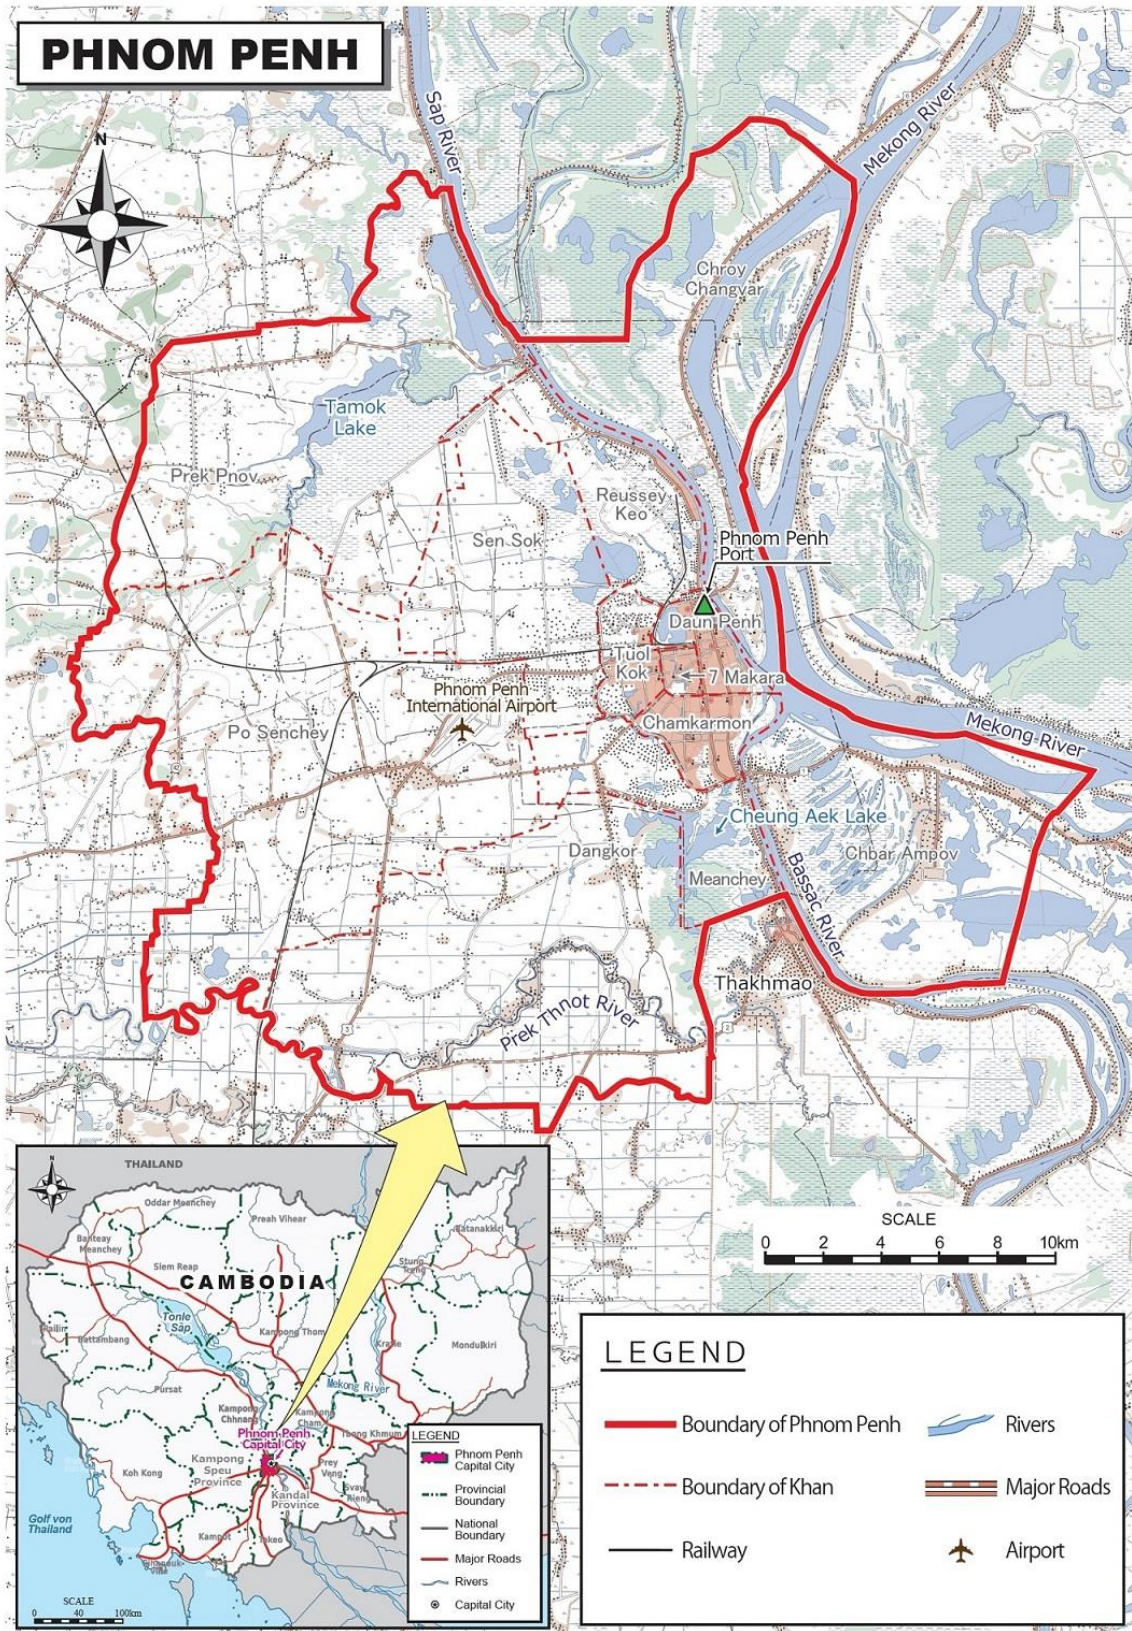 PHNOM PENH
N
Sap River
Mekong River
Chroy
Changvar
Tamok
Lake
Prek Pnov
Reussey
Keo
Sen Sok
Phnom Penh
Port
Daun Penh
Tuol
Kok
7 Makara
Phnom Penh
International Airport
Chamkarmon
Mekong River
Po Senchey
Cheung Aek Lake
Dangkor
Chbar Ampov
Meanchey
Bassac River
Thakhmao
Prek Thnot River
SCALE
0 2 4 6 8 10km
LEGEND
Boundary of Phnom Penh
Rivers
Boundary of Khan
Major Roads
Railway
Airport
N
THAILAND
Oddar Meanchey
Preah Vihear
Ratanakkiri
Banteay
Meanchey
Siem Reap
Stung
Treng
CAMBODIA
Tonle
Sap
Pailin
Battambang
Kampong Thom
Kratie
Mondulkiri
Pursat
Mekong River
Kampong
Chhnang
Kampong
Cham
Phnom Penh
Capital City
Tbong Khmum
Koh Kong
Kampong
Speu
Province
Prey
Veng
Svay
Rieng
Kandal
Province
Golf von
Thailand
Kampot
Takeo
Sihanouk-
ville
SCALE
0 40 100km
LEGEND
Phnom Penh
Capital City
Provincial
Boundary
National
Boundary
Major Roads
Rivers
Capital City